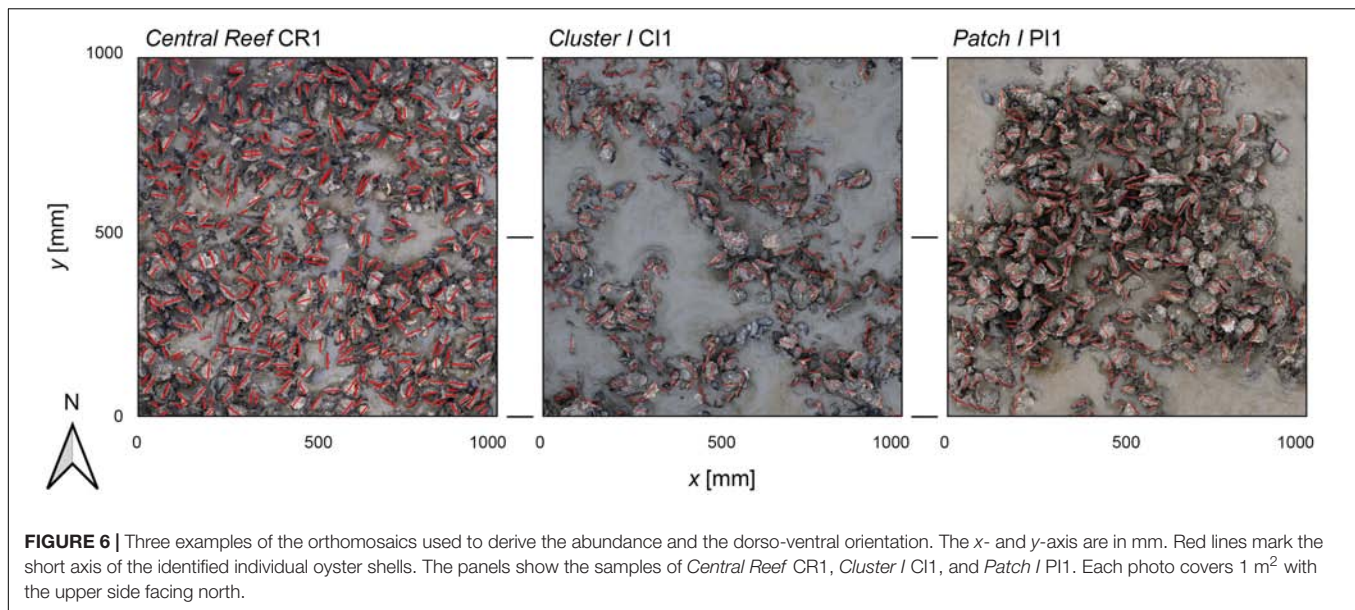 Central Reef CR1
Cluster I CI1
Patch I PI1
1000
500
0
y [mm]
N
0 500 1000
0 500 1000
0 500 1000
x [mm]
FIGURE 6 | Three examples of the orthomosaics used to derive the abundance and the dorso-ventral orientation. The x- and y-axis are in mm. Red lines mark the
short axis of the identified individual oyster shells. The panels show the samples of Central Reef CR1, Cluster I CI1, and Patch I PI1. Each photo covers 1 m² with
the upper side facing north.